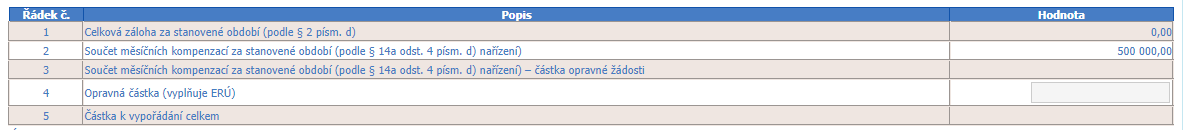 Řádek č. Popis Hodnota
1 Celková záloha za stanovené období (podle § 2 písm. d) 0,00
2 Součet měsíčních kompenzací za stanovené období (podle § 14a odst. 4 písm. d) nařízení) 500 000,00
3 Součet měsíčních kompenzací za stanovené období (podle § 14a odst. 4 písm. d) nařízení) – částka opravné žádosti
4 Opravná částka (vyplňuje ERÚ)
5 Částka k vypořádání celkem